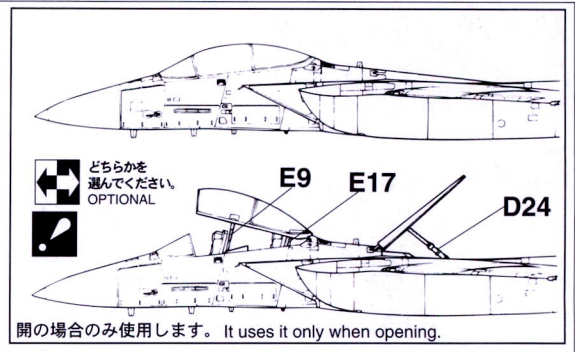 どちらかを
選んでください。
OPTIONAL
E9
E17
D24
開の場合のみ使用します。 It uses it only when opening.